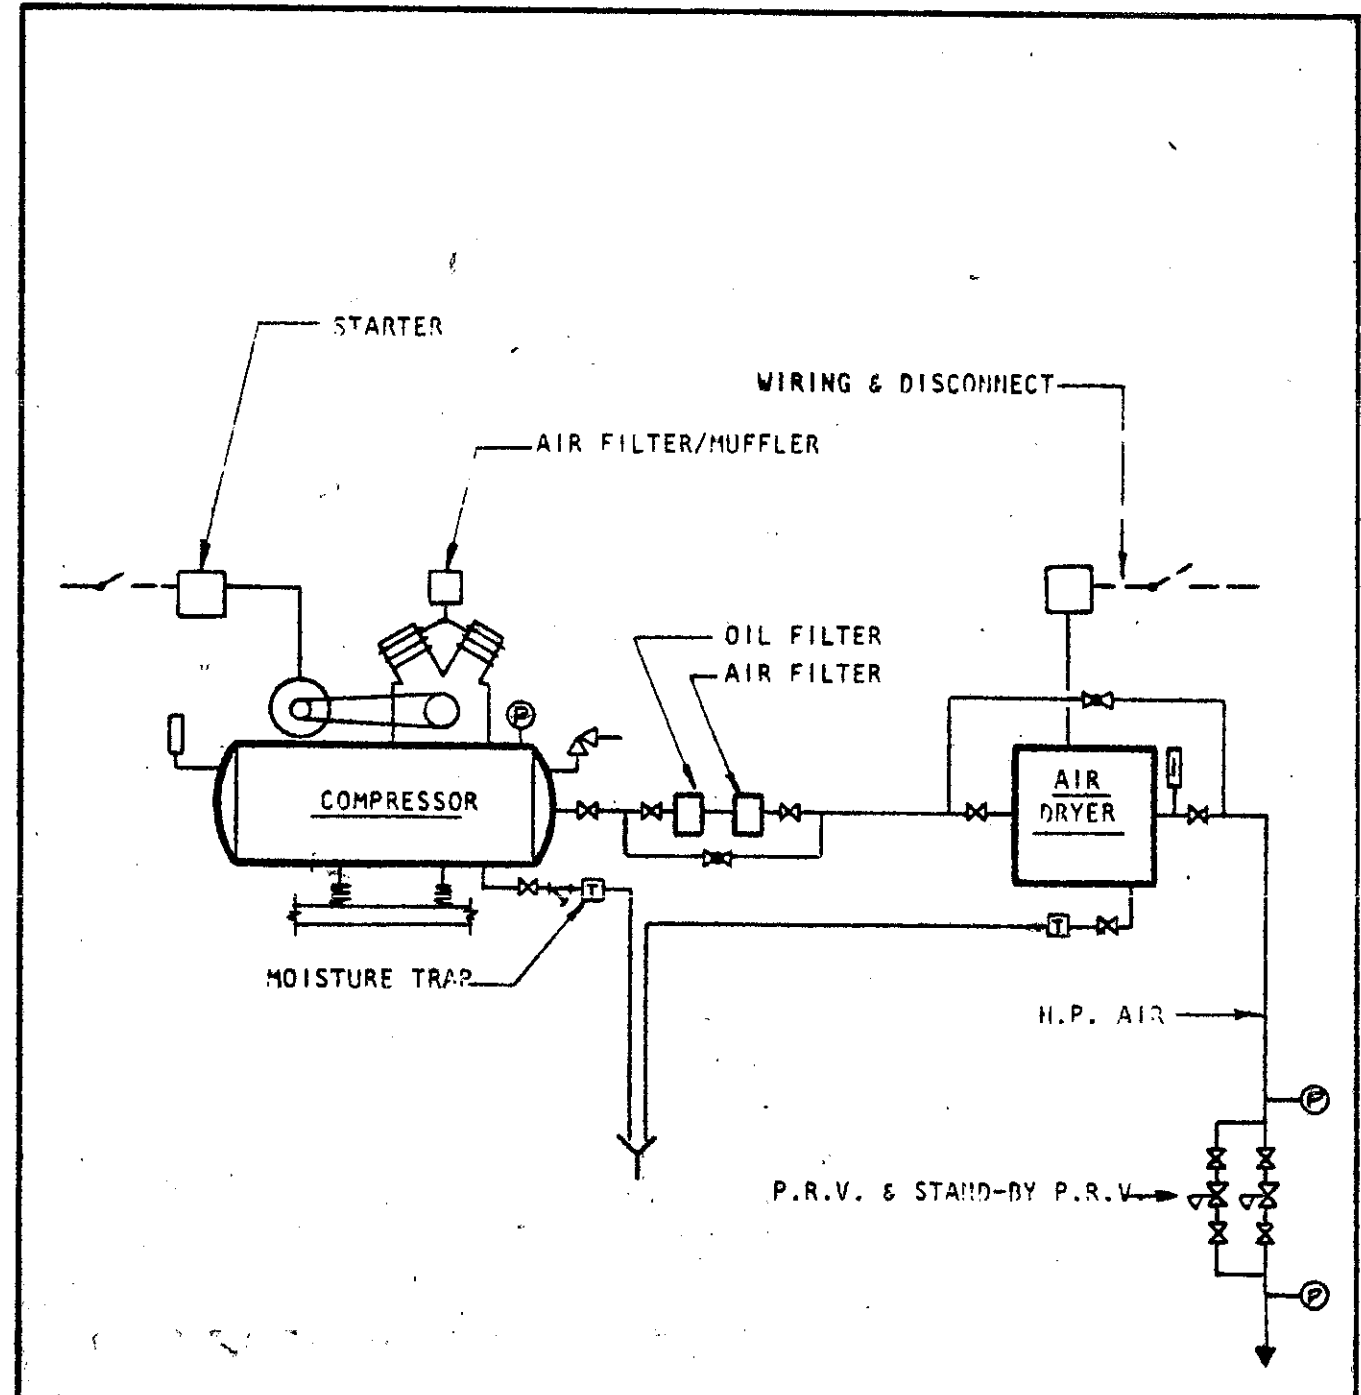 STARTER
WIRING & DISCONNECT
AIR FILTER/MUFFLER
OIL FILTER
AIR FILTER
P
AIR
DRYER
COMPRESSOR
T
T
MOISTURE TRAP
H.P. AIR
P
P.R.V. & STAND-BY P.R.V
P